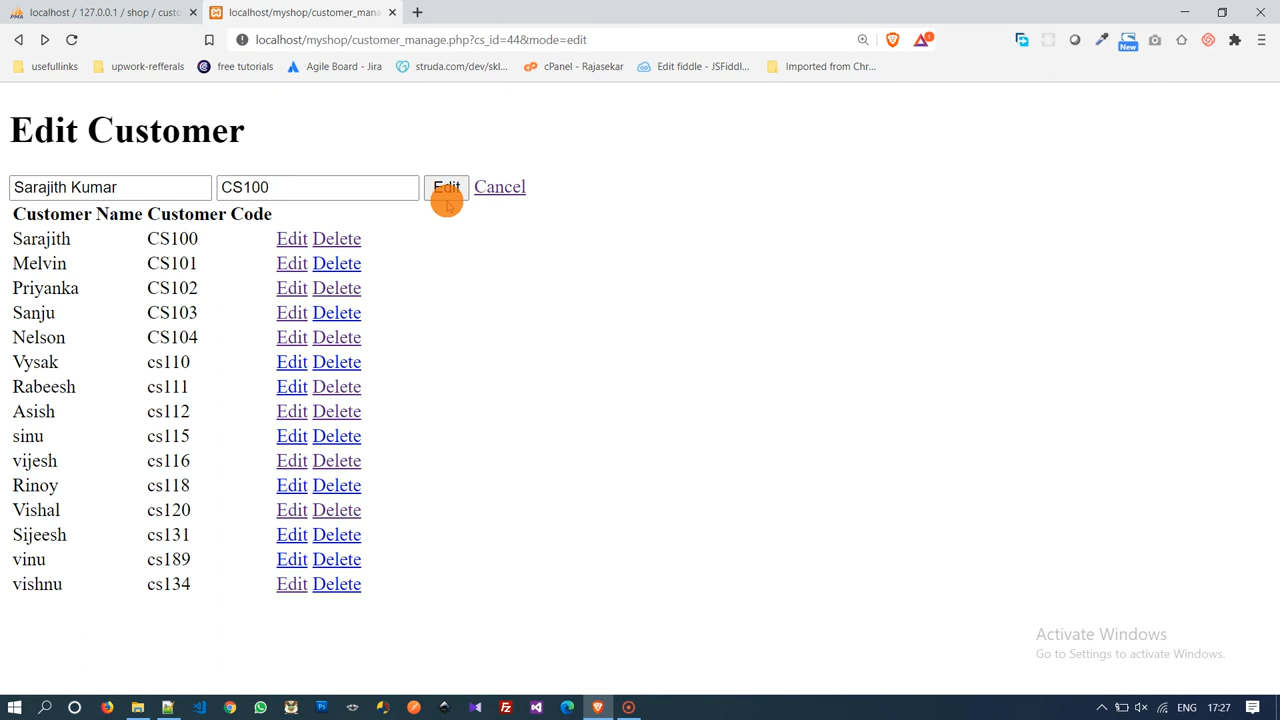 localhost / 127.0.0.1 / shop / custo
localhost/myshop/customer_mana
localhost/myshop/customer_manage.php?cs_id=44&mode=edit
New
1
usefullinks
upwork-refferals
free tutorials
Agile Board - Jira
struda.com/dev/skl...
cPanel - Rajasekar
Edit fiddle - JSFiddl...
Imported from Chr...
Edit Customer
Sarajith Kumar CS100 Edit Cancel
Customer Name Customer Code
Sarajith CS100 Edit Delete
Melvin CS101 Edit Delete
Priyanka CS102 Edit Delete
Sanju CS103 Edit Delete
Nelson CS104 Edit Delete
Vysak cs110 Edit Delete
Rabeesh cs111 Edit Delete
Asish cs112 Edit Delete
sinu cs115 Edit Delete
vijesh cs116 Edit Delete
Rinoy cs118 Edit Delete
Vishal cs120 Edit Delete
Sijeesh cs131 Edit Delete
vinu cs189 Edit Delete
vishnu cs134 Edit Delete
Activate Windows
Go to Settings to activate Windows.
ENG 17:27